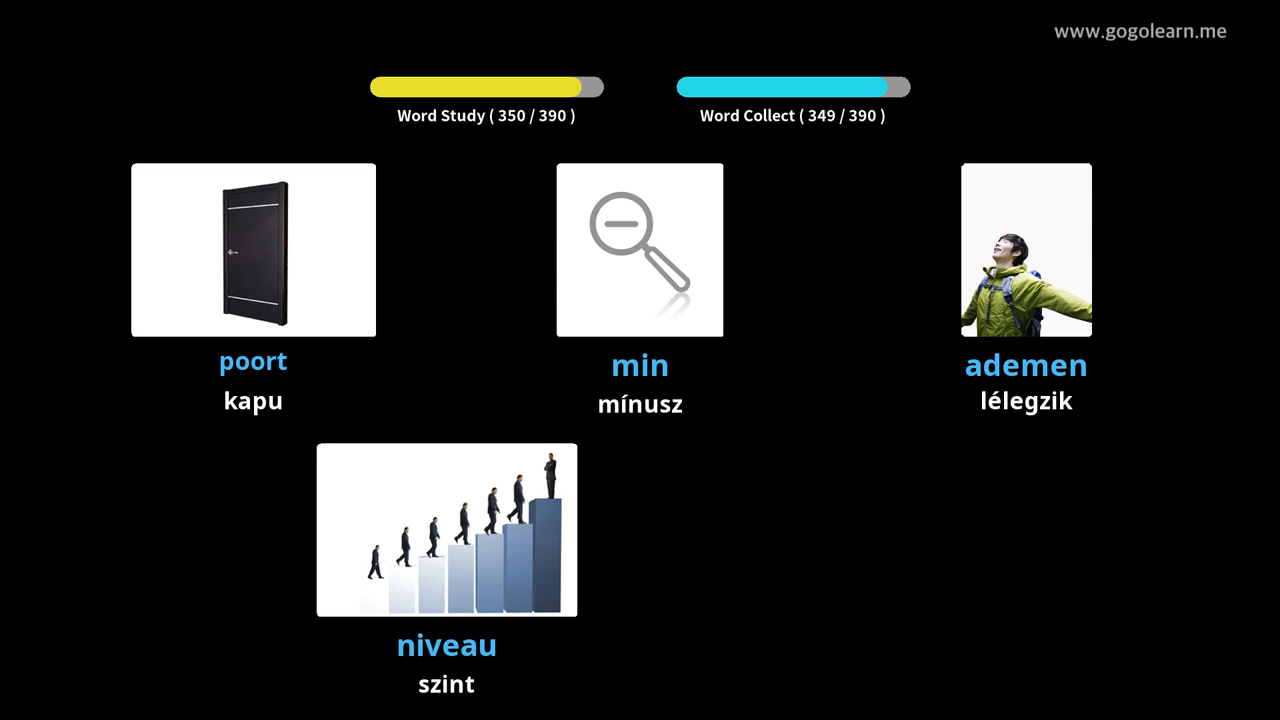 www.gogolearn.me
Word Study ( 350 / 390 )
Word Collect ( 349 / 390 )
poort
kapu
min
mínusz
ademen
lélegzik
niveau
szint